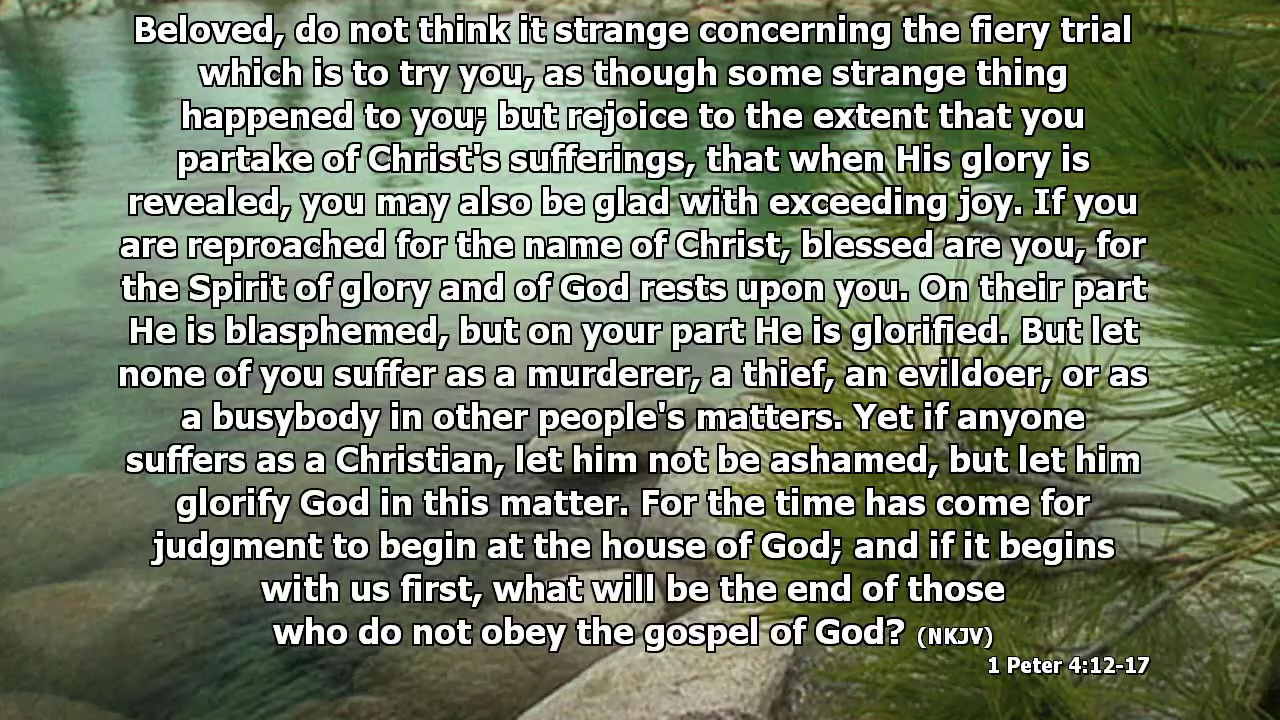 Beloved, do not think it strange concerning the fiery trial
which is to try you, as though some strange thing
happened to you; but rejoice to the extent that you
partake of Christ's sufferings, that when His glory is
revealed, you may also be glad with exceeding joy. If you
are reproached for the name of Christ, blessed are you, for
the Spirit of glory and of God rests upon you. On their part
He is blasphemed, but on your part He is glorified. But let
none of you suffer as a murderer, a thief, an evildoer, or as
a busybody in other people's matters. Yet if anyone
suffers as a Christian, let him not be ashamed, but let him
glorify God in this matter. For the time has come for
judgment to begin at the house of God; and if it begins
with us first, what will be the end of those
who do not obey the gospel of God? (NKJV)
1 Peter 4:12-17